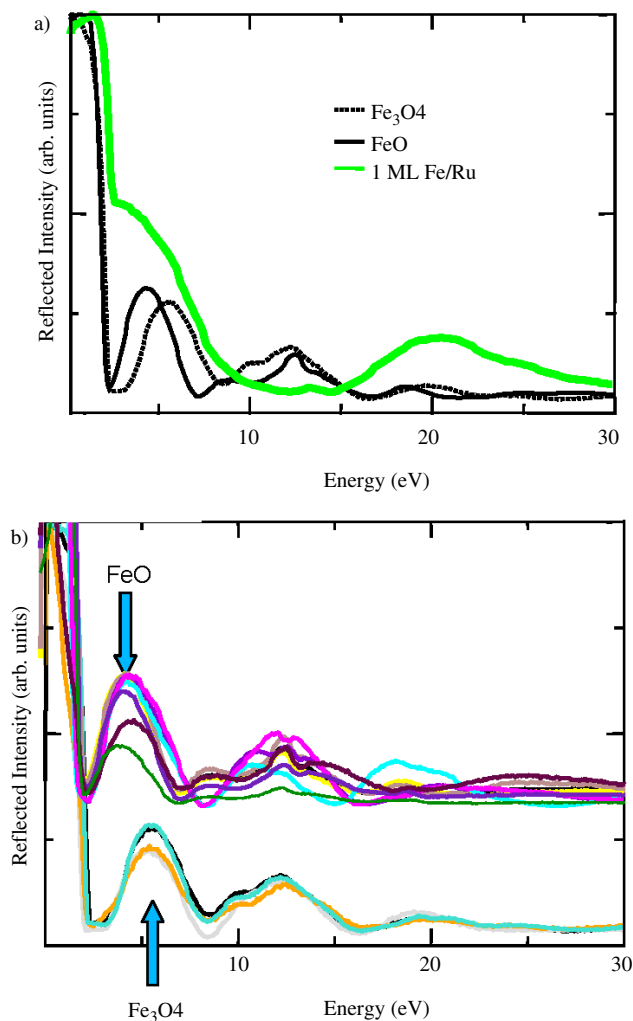 a)
Reflected Intensity (arb. units)
Fe₃O4
FeO
1 ML Fe/Ru
10
20
30
Energy (eV)
b)
Reflected Intensity (arb. units)
FeO
10
20
30
Fe₃O4
Energy (eV)